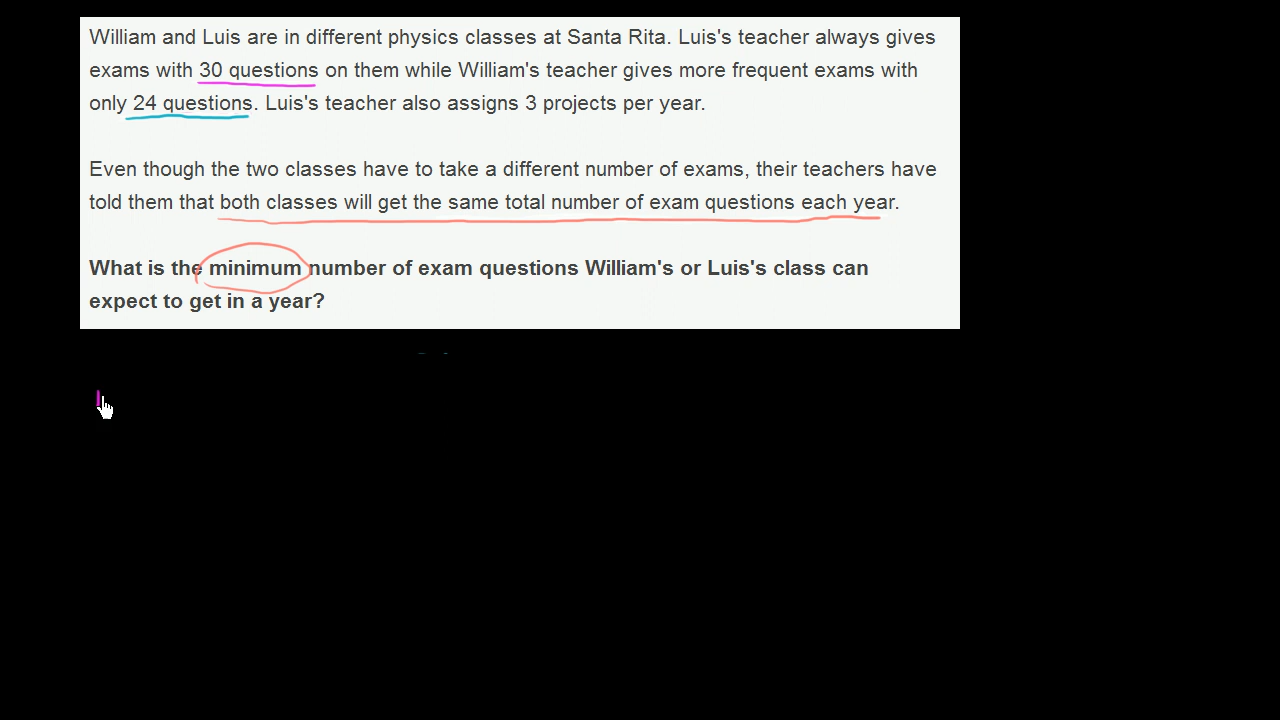 William and Luis are in different physics classes at Santa Rita. Luis's teacher always gives
exams with 30 questions on them while William's teacher gives more frequent exams with
only 24 questions. Luis's teacher also assigns 3 projects per year.
Even though the two classes have to take a different number of exams, their teachers have
told them that both classes will get the same total number of exam questions each year.
What is the minimum number of exam questions William's or Luis's class can
expect to get in a year?